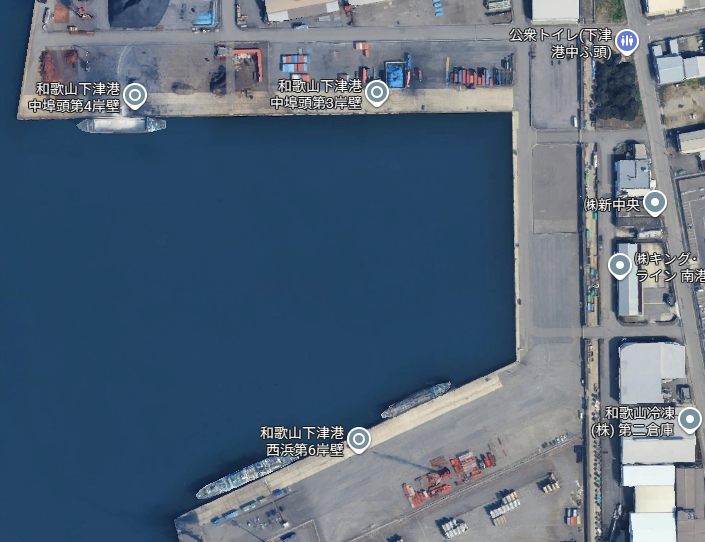 公衆トイレ(下津
港中ふ頭)
和歌山下津港
中埠頭第4岸壁
和歌山下津港
中埠頭第3岸壁
㈱新中央
㈱キング・
ライン 南港
和歌山冷凍
(株) 第二倉庫
和歌山下津港
西浜第6岸壁